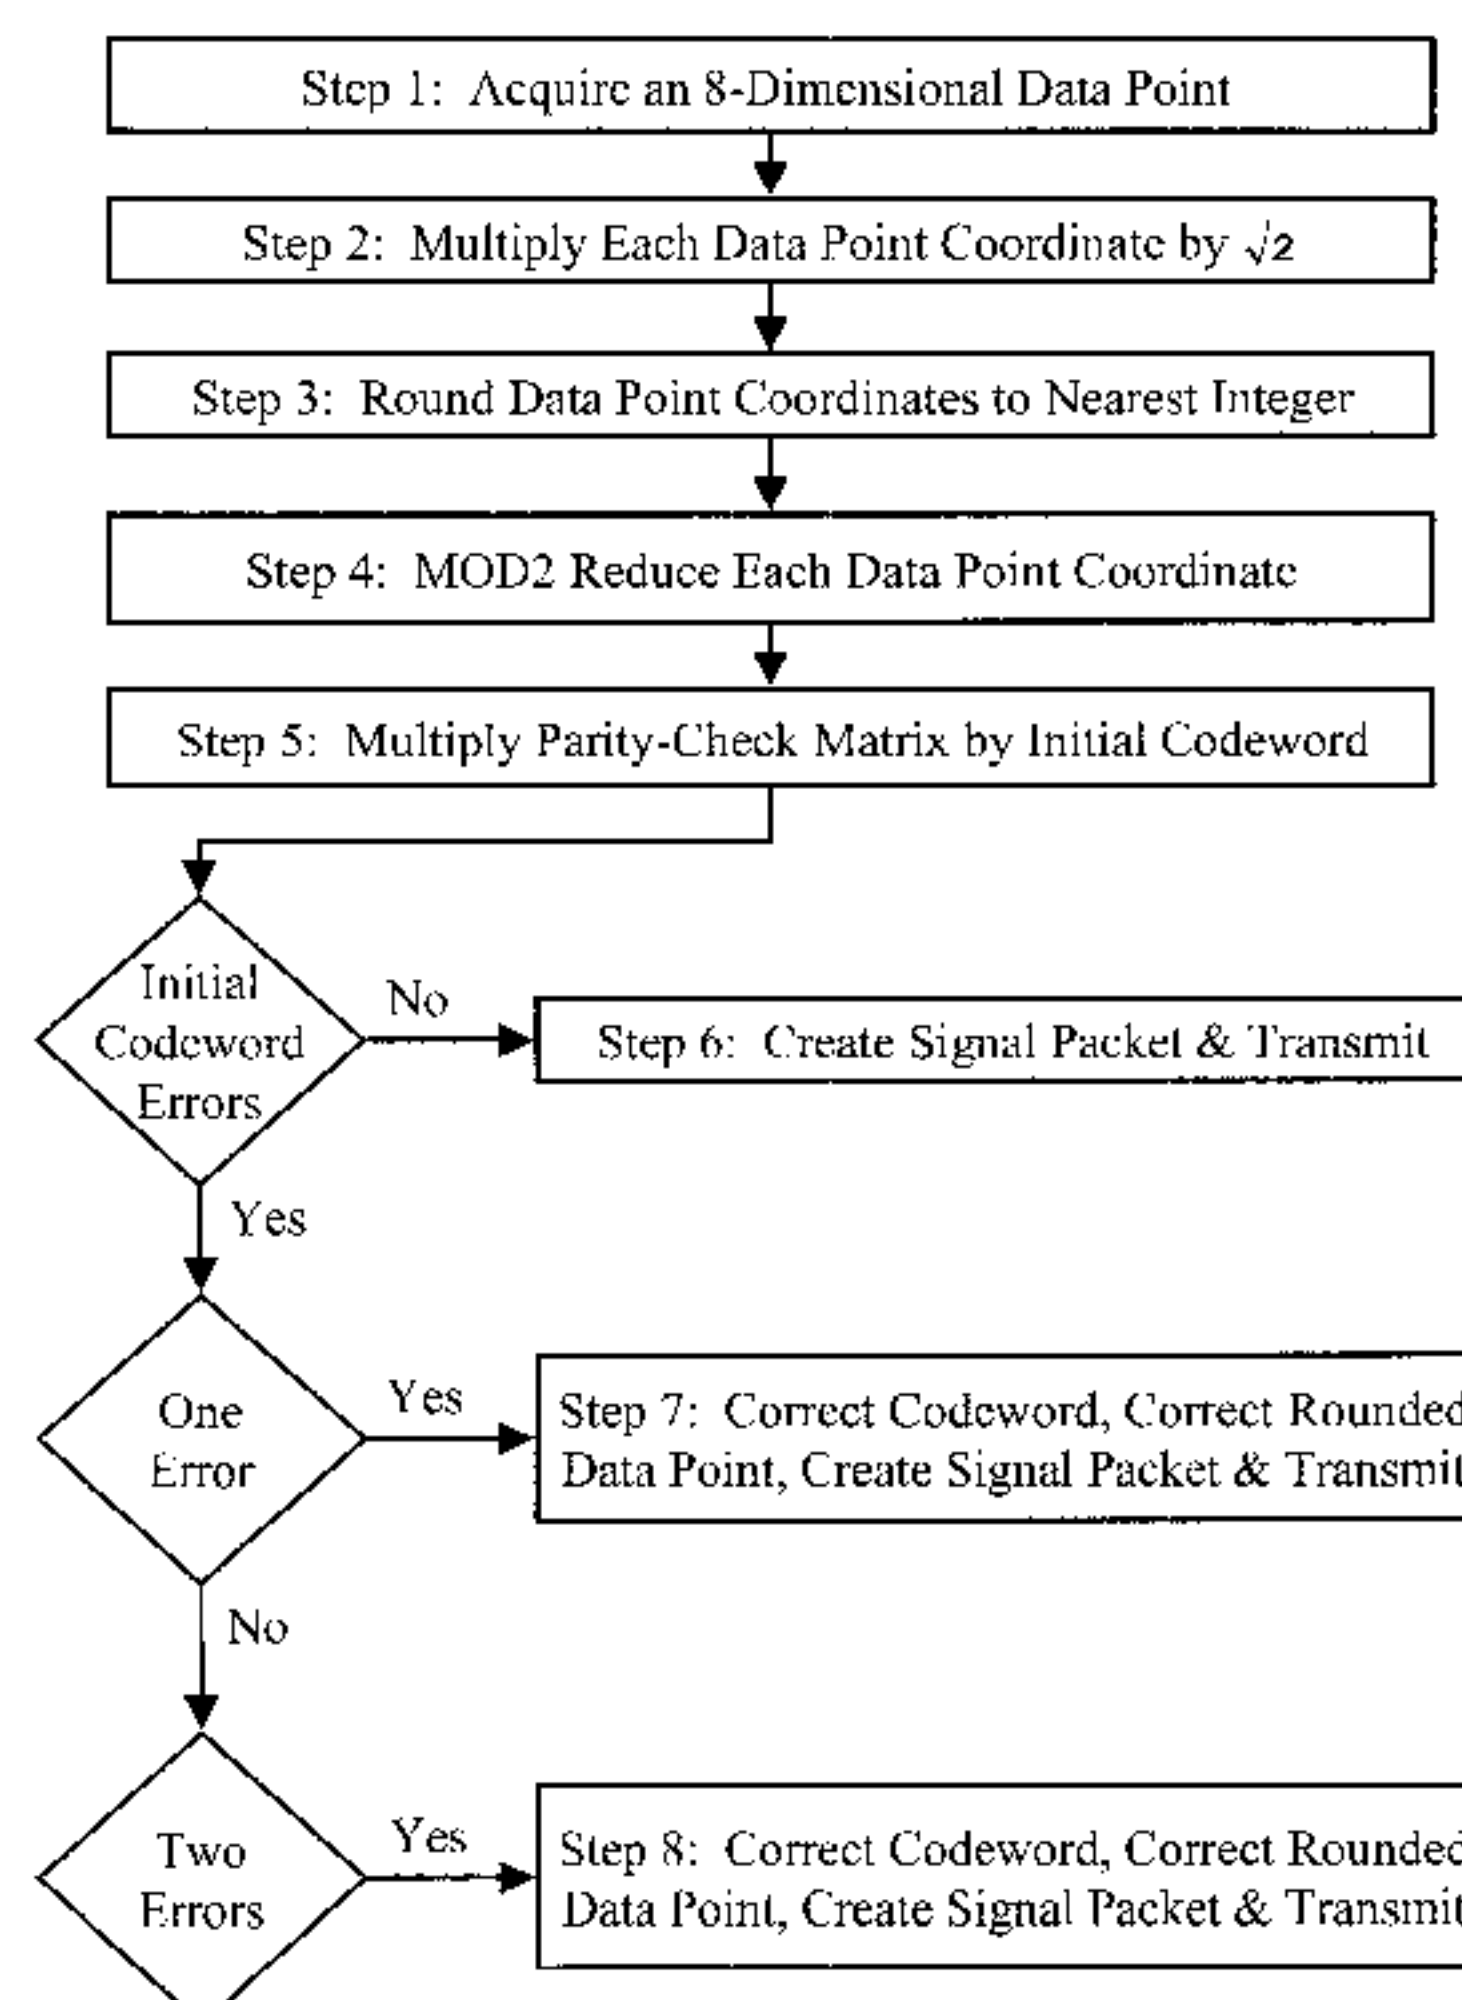 Step 1: Acquire an 8-Dimensional Data Point
Step 2: Multiply Each Data Point Coordinate by √2
Step 3: Round Data Point Coordinates to Nearest Integer
Step 4: MOD2 Reduce Each Data Point Coordinate
Step 5: Multiply Parity-Check Matrix by Initial Codeword
Initial
Codeword
Errors
No
Step 6: Create Signal Packet & Transmit
Yes
One
Error
Yes
Step 7: Correct Codeword, Correct Rounded
Data Point, Create Signal Packet & Transmit
No
Two
Errors
Yes
Step 8: Correct Codeword, Correct Rounded
Data Point, Create Signal Packet & Transmit